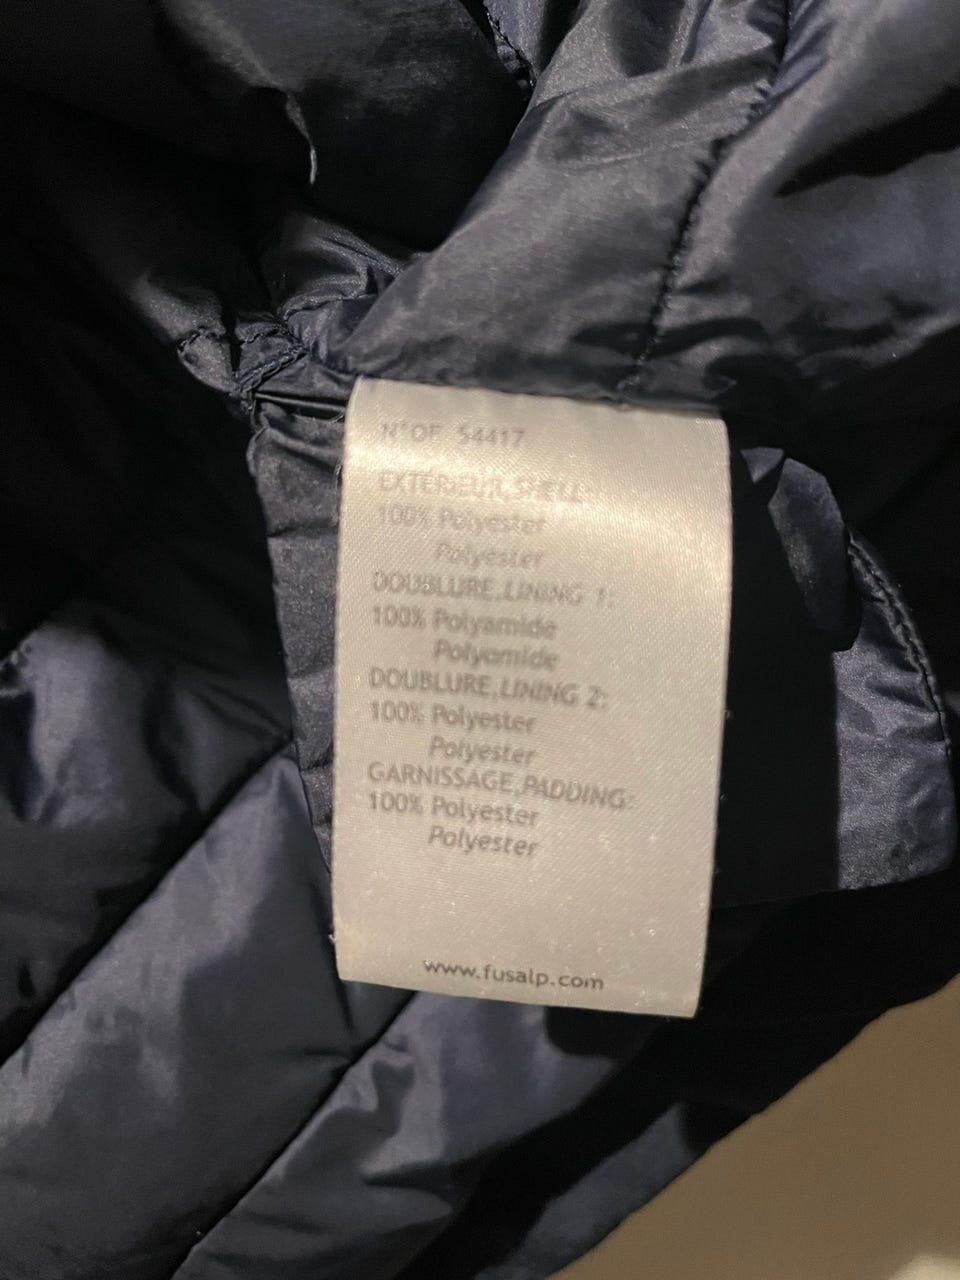 N°OF 54417
EXTERIEUR,SHELL
100% Polyester
Polyester
DOUBLURE,LINING 1:
100% Polyamide
Polyamide
DOUBLURE,LINING 2:
100% Polyester
Polyester
GARNISSAGE,PADDING:
100% Polyester
Polyester
www.fusalp.com